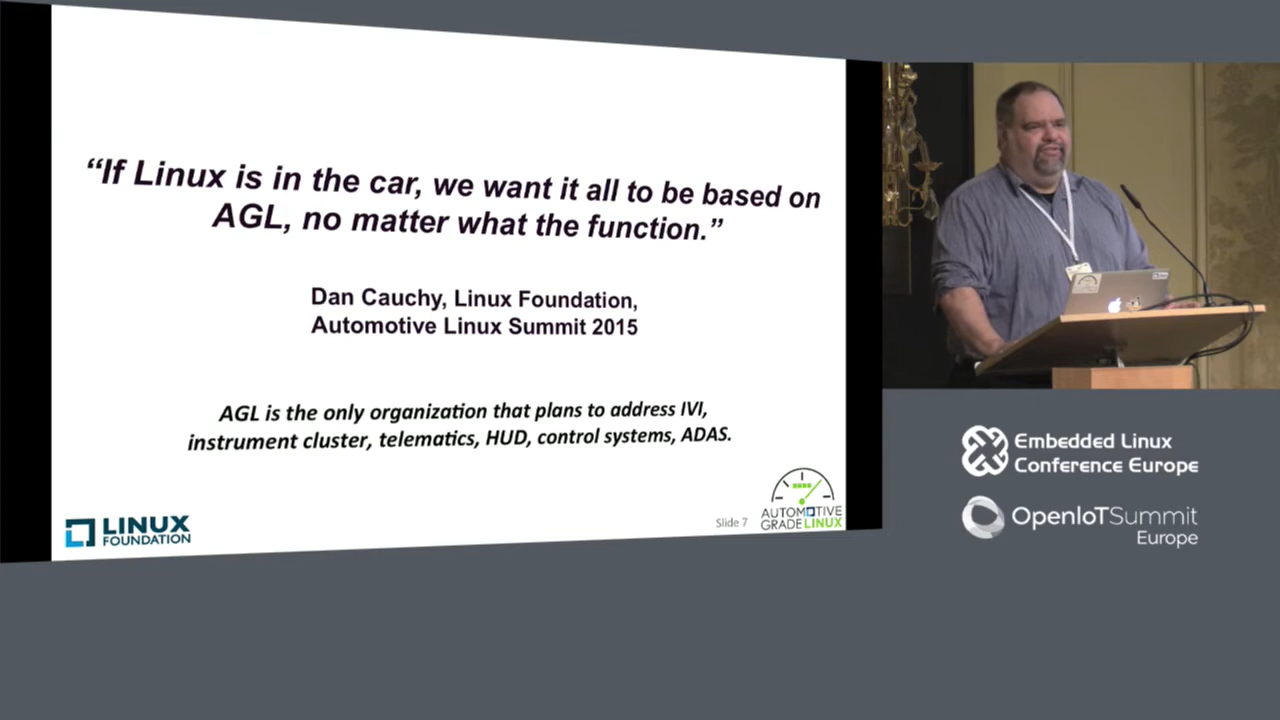 “If Linux is in the car, we want it all to be based on
AGL, no matter what the function.”
Dan Cauchy, Linux Foundation,
Automotive Linux Summit 2015
AGL is the only organization that plans to address IVI,
instrument cluster, telematics, HUD, control systems, ADAS.
LINUX
FOUNDATION
Slide 7
AUTOMOTIVE
GRADELINUX
Embedded Linux
Conference Europe
OpenIoTSummit
Europe